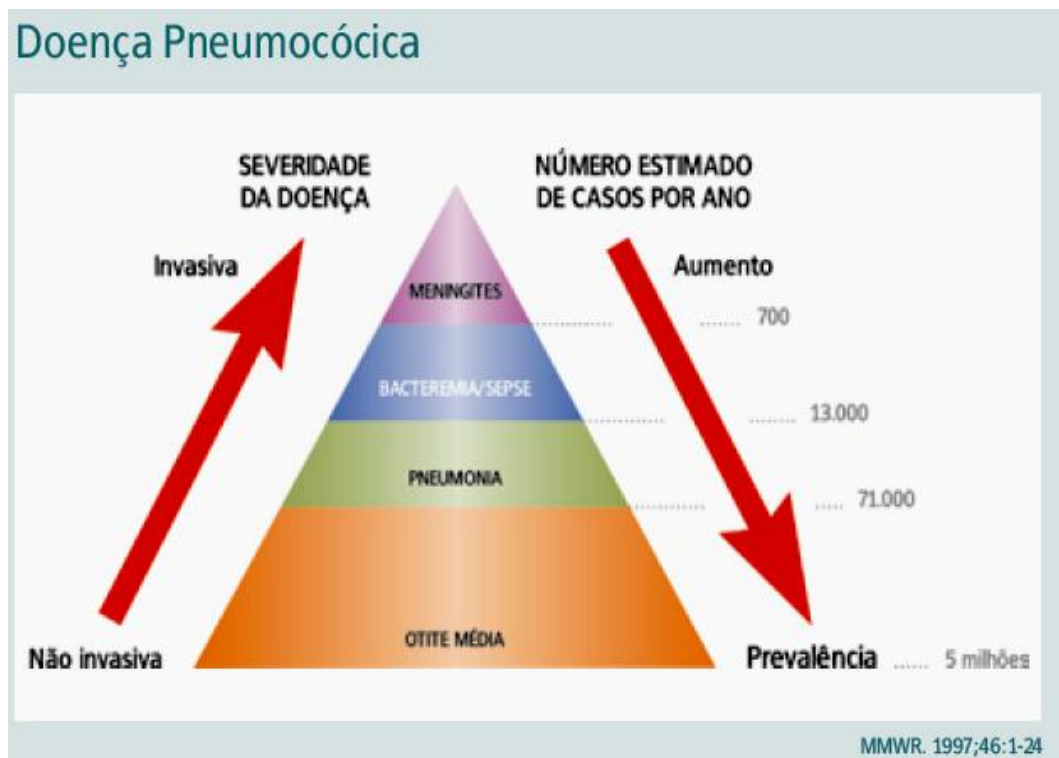 Doença Pneumocócica
SEVERIDADE
DA DOENÇA
NÚMERO ESTIMADO
DE CASOS POR ANO
Invasiva
Aumento
MENINGITES
700
BACTEREMIA/SEPSE
13.000
PNEUMONIA
71.000
OTITE MÉDIA
Não invasiva
Prevalência
5 milhões
MMWR. 1997;46:1-24